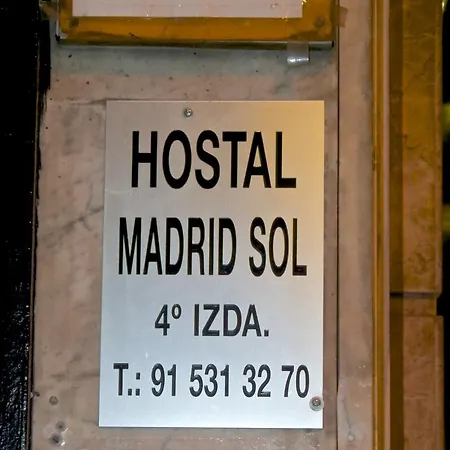 HOSTAL
MADRID SOL
4º IZDA.
T.: 91 531 32 70